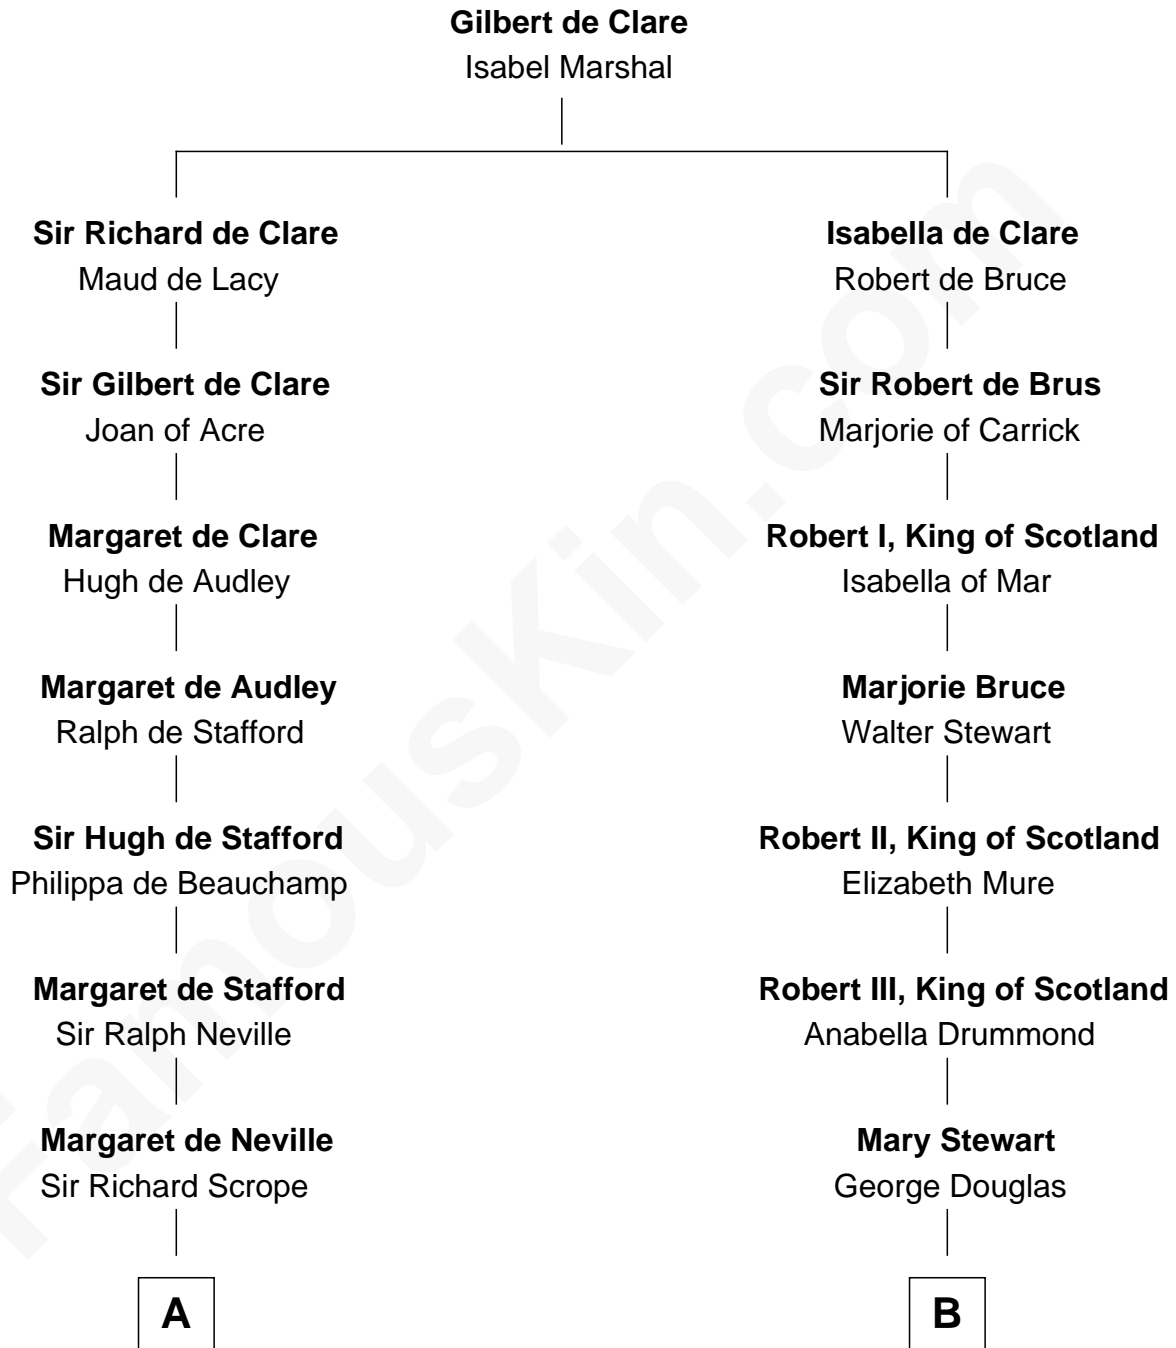 Gilbert de Clare
Isabel Marshal
Sir Richard de Clare
Maud de Lacy
Isabella de Clare
Robert de Bruce
Sir Gilbert de Clare
Joan of Acre
Sir Robert de Brus
Marjorie of Carrick
Margaret de Clare
Hugh de Audley
Robert I, King of Scotland
Isabella of Mar
Margaret de Audley
Ralph de Stafford
Marjorie Bruce
Walter Stewart
Sir Hugh de Stafford
Philippa de Beauchamp
Robert II, King of Scotland
Elizabeth Mure
Margaret de Stafford
Sir Ralph Neville
Robert III, King of Scotland
Anabella Drummond
Margaret de Neville
Sir Richard Scrope
Mary Stewart
George Douglas
A
B
FamousKin.com